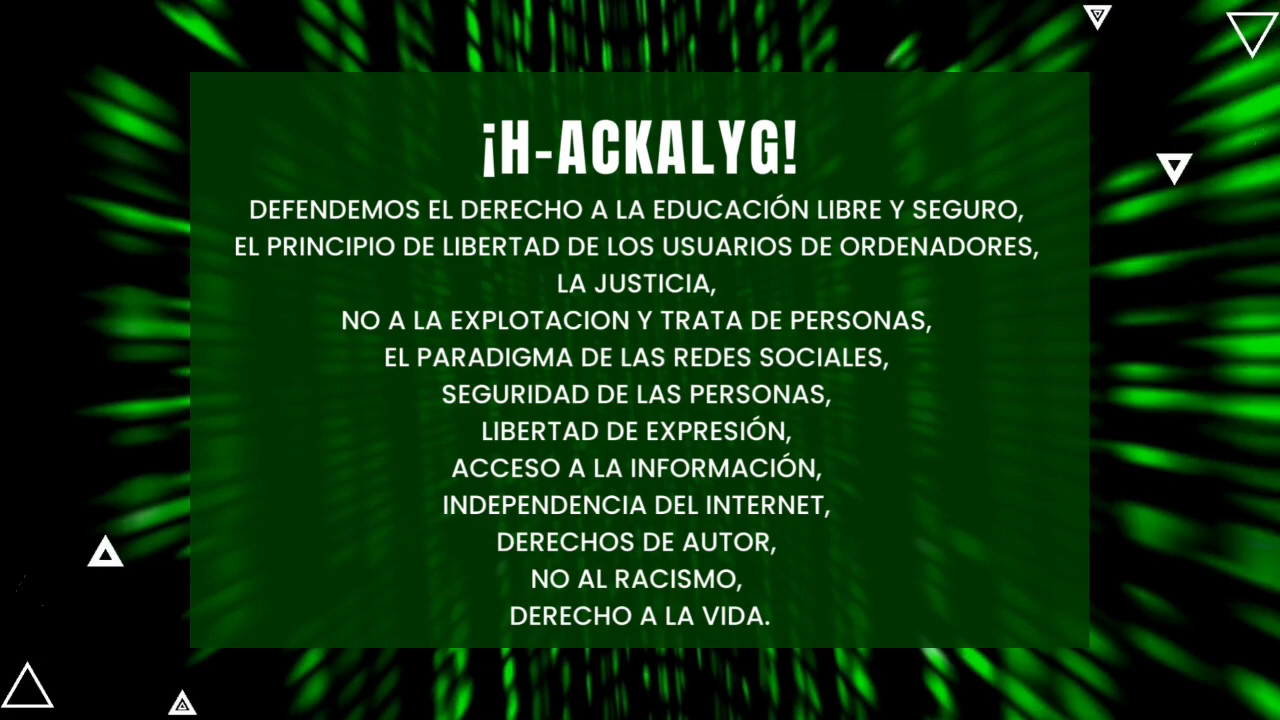 ¡H-ACKALYG!
DEFENDEMOS EL DERECHO A LA EDUCACIÓN LIBRE Y SEGURO,
EL PRINCIPIO DE LIBERTAD DE LOS USUARIOS DE ORDENADORES,
LA JUSTICIA,
NO A LA EXPLOTACION Y TRATA DE PERSONAS,
EL PARADIGMA DE LAS REDES SOCIALES,
SEGURIDAD DE LAS PERSONAS,
LIBERTAD DE EXPRESIÓN,
ACCESO A LA INFORMACIÓN,
INDEPENDENCIA DEL INTERNET,
DERECHOS DE AUTOR,
NO AL RACISMO,
DERECHO A LA VIDA.